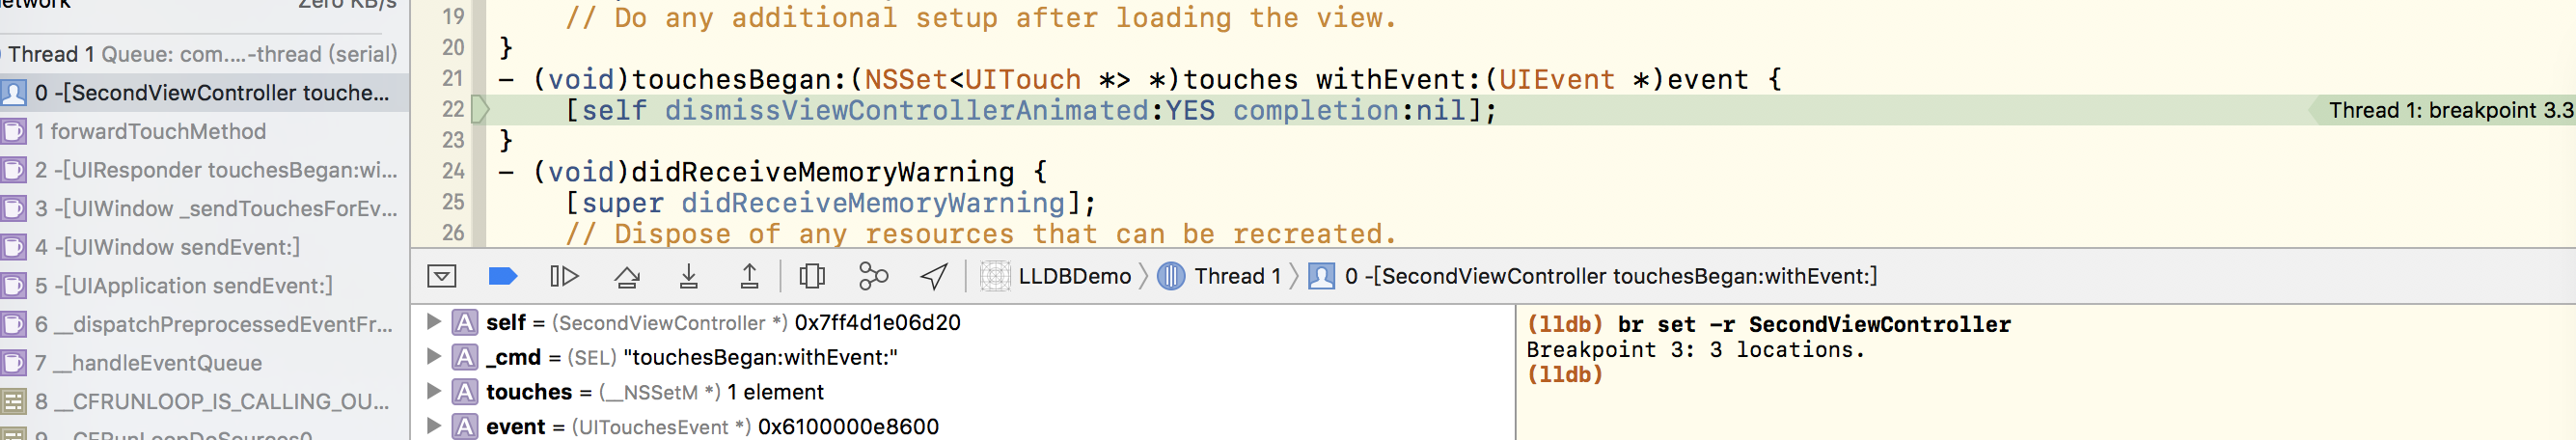 Zero KB/s
Thread 1 Queue: com....-thread (serial)
0 -[SecondViewController touche...
1 forwardTouchMethod
2 -[UIResponder touchesBegan:wi...
3 -[UIWindow _sendTouchesForEv...
4 -[UIWindow sendEvent:]
5 -[UIApplication sendEvent:]
6 __dispatchPreprocessedEventFr...
7 __handleEventQueue
8 __CFRUNLOOP_IS_CALLING_OU...
19 // Do any additional setup after loading the view.
20 }
21 - (void)touchesBegan:(NSSet<UITouch *> *)touches withEvent:(UIEvent *)event {
22 [self dismissViewControllerAnimated:YES completion:nil];
Thread 1: breakpoint 3.3
23 }
24 - (void)didReceiveMemoryWarning {
25 [super didReceiveMemoryWarning];
26 // Dispose of any resources that can be recreated.
LLDBDemo Thread 1 0 -[SecondViewController touchesBegan:withEvent:]
A self = (SecondViewController *) 0x7ff4d1e06d20
A _cmd = (SEL) "touchesBegan:withEvent:"
A touches = (__NSSetM *) 1 element
A event = (UITouchesEvent *) 0x6100000e8600
(lldb) br set -r SecondViewController
Breakpoint 3: 3 locations.
(lldb)